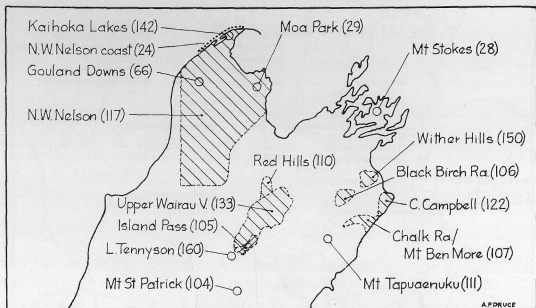 Kaihoka Lakes (142)
N.W. Nelson coast (24)
Gouland Downs (66)
N.W. Nelson (117)
Moa Park (29)
Mt Stokes (28)
Wither Hills (150)
Red Hills (110)
Black Birch Ra. (106)
Upper Wairau V. (133)
Island Pass (105)
C. Campbell (122)
L. Tennyson (160)
Chalk Ra/
Mt Ben More (107)
Mt St Patrick (104)
Mt Tapuaenuku (111)
A.P. DRUCE